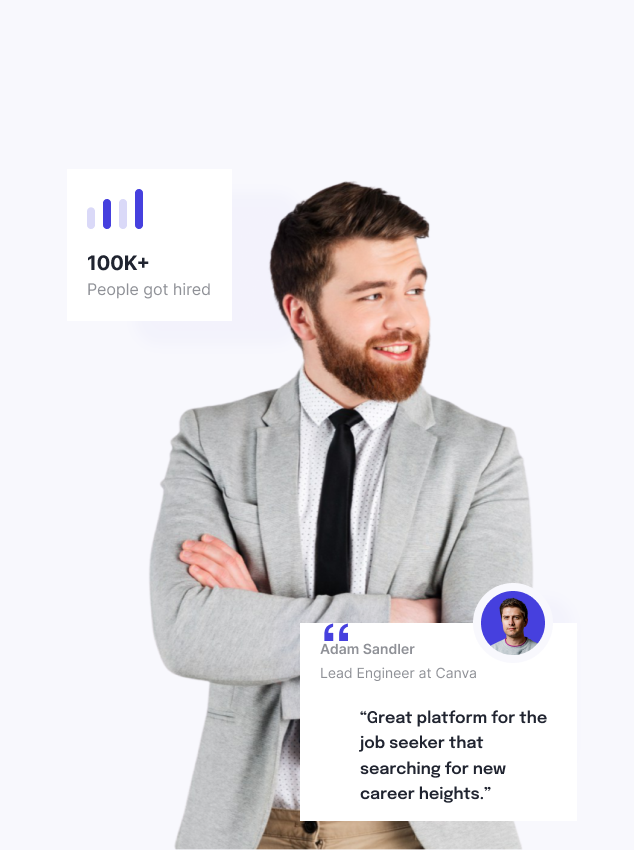 100K+
People got hired
Adam Sandler
Lead Engineer at Canva
“Great platform for the
job seeker that
searching for new
career heights.”